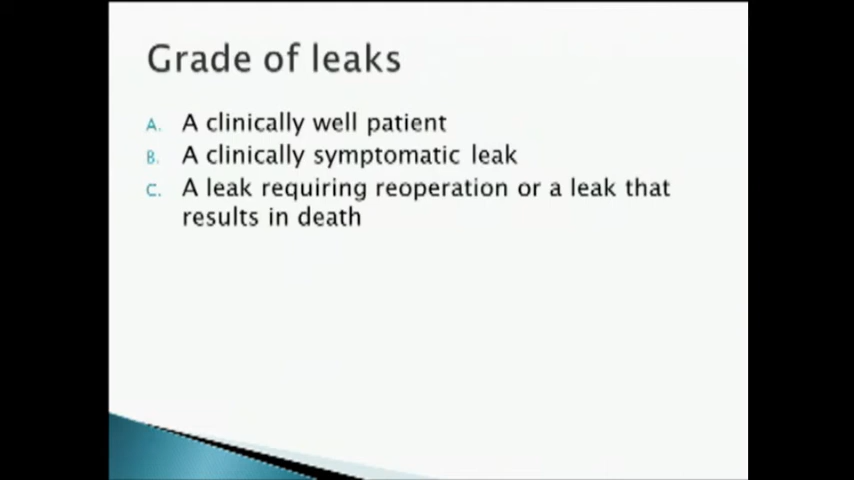 Grade of leaks
A. A clinically well patient
B. A clinically symptomatic leak
C. A leak requiring reoperation or a leak that
results in death